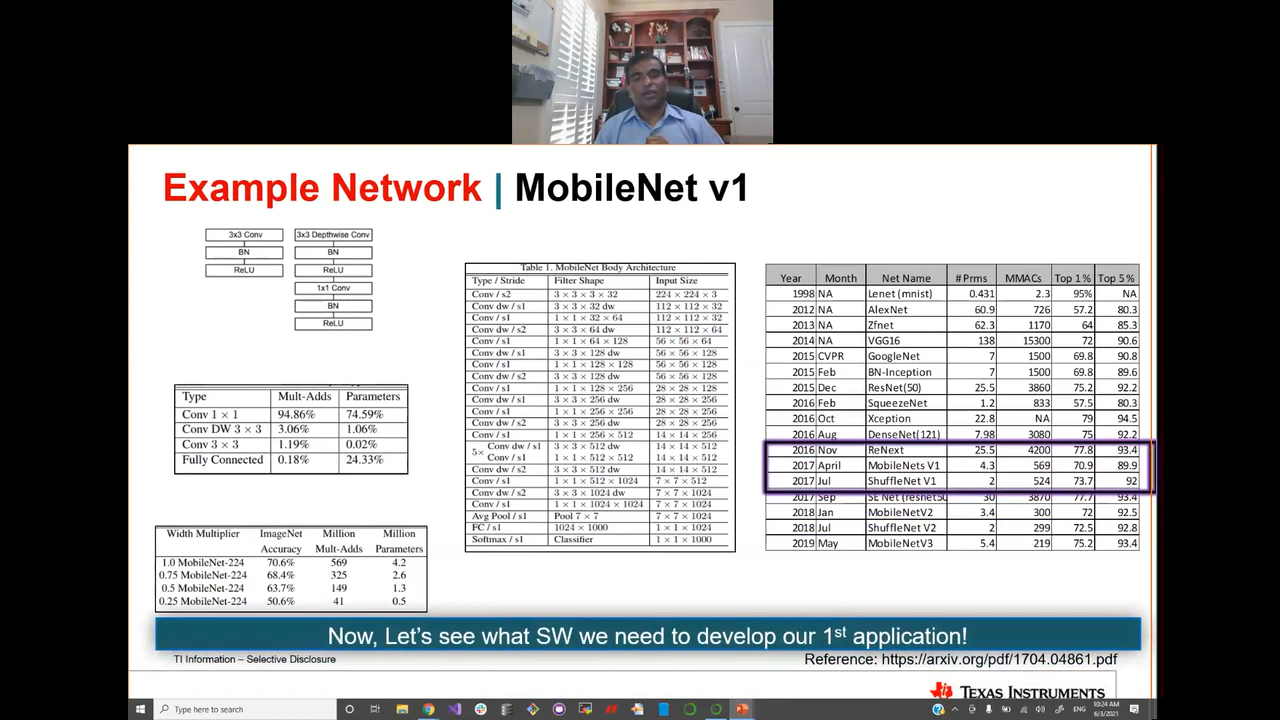 Example Network | MobileNet v1
3x3 Conv
BN
ReLU
3x3 Depthwise Conv
BN
ReLU
1x1 Conv
BN
ReLU
Type Mult-Adds Parameters
Conv 1 × 1 94.86% 74.59%
Conv DW 3 × 3 3.06% 1.06%
Conv 3 × 3 1.19% 0.02%
Fully Connected 0.18% 24.33%
Width Multiplier ImageNet Million Million
Accuracy Mult-Adds Parameters
1.0 MobileNet-224 70.6% 569 4.2
0.75 MobileNet-224 68.4% 325 2.6
0.5 MobileNet-224 63.7% 149 1.3
0.25 MobileNet-224 50.6% 41 0.5
Table 1. MobileNet Body Architecture
Type / Stride Filter Shape Input Size
Conv / s2 3 × 3 × 3 × 32 224 × 224 × 3
Conv dw / s1 3 × 3 × 32 dw 112 × 112 × 32
Conv / s1 1 × 1 × 32 × 64 112 × 112 × 32
Conv dw / s2 3 × 3 × 64 dw 112 × 112 × 64
Conv / s1 1 × 1 × 64 × 128 56 × 56 × 64
Conv dw / s1 3 × 3 × 128 dw 56 × 56 × 128
Conv / s1 1 × 1 × 128 × 128 56 × 56 × 128
Conv dw / s2 3 × 3 × 128 dw 56 × 56 × 128
Conv / s1 1 × 1 × 128 × 256 28 × 28 × 128
Conv dw / s1 3 × 3 × 256 dw 28 × 28 × 256
Conv / s1 1 × 1 × 256 × 256 28 × 28 × 256
Conv dw / s2 3 × 3 × 256 dw 28 × 28 × 256
Conv / s1 1 × 1 × 256 × 512 14 × 14 × 256
5× Conv dw / s1 3 × 3 × 512 dw 14 × 14 × 512
Conv / s1 1 × 1 × 512 × 512 14 × 14 × 512
Conv dw / s2 3 × 3 × 512 dw 14 × 14 × 512
Conv / s1 1 × 1 × 512 × 1024 7 × 7 × 512
Conv dw / s2 3 × 3 × 1024 dw 7 × 7 × 1024
Conv / s1 1 × 1 × 1024 × 1024 7 × 7 × 1024
Avg Pool / s1 Pool 7 × 7 7 × 7 × 1024
FC / s1 1024 × 1000 1 × 1 × 1024
Softmax / s1 Classifier 1 × 1 × 1000
Year Month Net Name # Prms MMACs Top 1% Top 5%
1998 NA Lenet (mnist) 0.431 2.3 95% NA
2012 NA AlexNet 60.9 726 57.2 80.3
2013 NA Zfnet 62.3 1170 64 85.3
2014 NA VGG16 138 15300 72 90.6
2015 CVPR GoogleNet 7 1500 69.8 90.8
2015 Feb BN-Inception 7 1500 69.8 89.6
2015 Dec ResNet(50) 25.5 3860 75.2 92.2
2016 Feb SqueezeNet 1.2 833 57.5 80.3
2016 Oct Xception 22.8 NA 79 94.5
2016 Aug DenseNet(121) 7.98 3080 75 92.2
2016 Nov ReNext 25.5 4200 77.8 93.4
2017 April MobileNets V1 4.3 569 70.9 89.9
2017 Jul ShuffleNet V1 2 524 73.7 92
2017 Sep SE Net (resnet50 30 3870 77.7 93.4
2018 Jan MobileNetV2 3.4 300 72 92.5
2018 Jul ShuffleNet V2 2 299 72.5 92.8
2019 May MobileNetV3 5.4 219 75.2 93.4
Now, Let's see what SW we need to develop our 1st application!
TI Information – Selective Disclosure
Reference: https://arxiv.org/pdf/1704.04861.pdf
TEXAS INSTRUMENTS
Type here to search
ENG
10:24 AM
6/3/2021